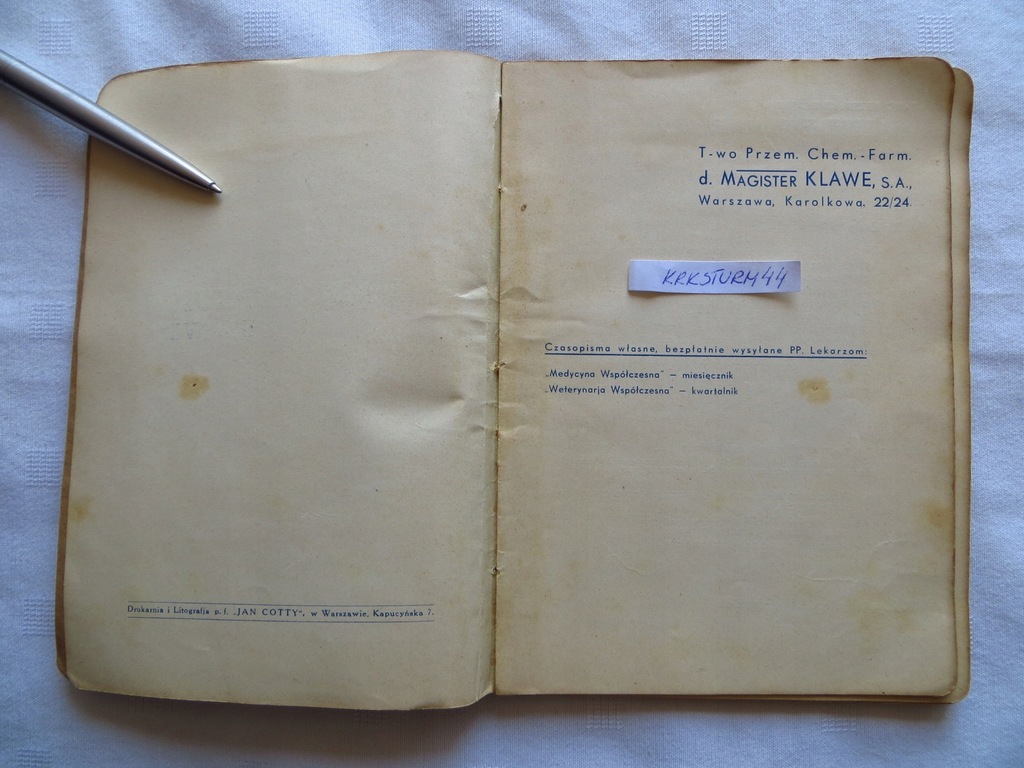 Drukarnia i Litografja p. f. „JAN COTTY", w Warszawie, Kapucyńska 7.
T-wo Przem. Chem.-Farm.
d. MAGISTER KLAWE, S.A.,
Warszawa, Karolkowa, 22/24.
KRKSTURM44
Czasopisma własne, bezpłatnie wysyłane PP. Lekarzom:
„Medycyna Współczesna" — miesięcznik
„Weterynarja Współczesna" — kwartalnik